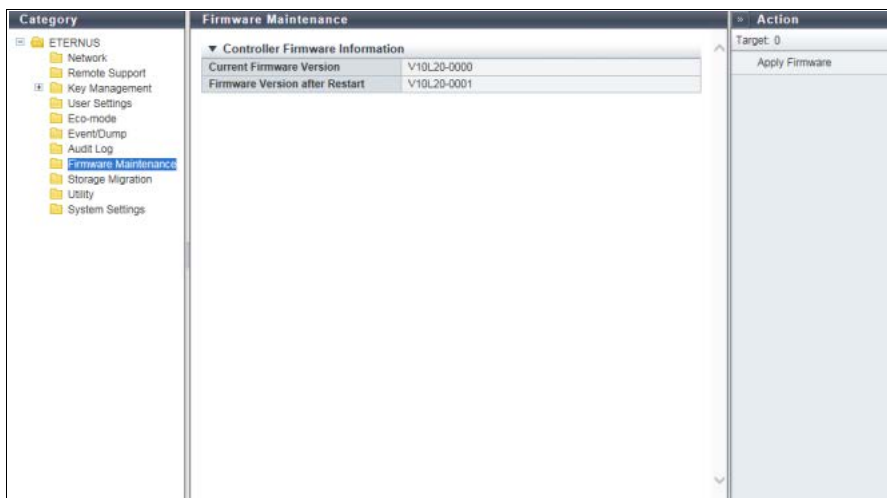 Category
ETERNUS
Network
Remote Support
Key Management
User Settings
Eco-mode
Event/Dump
Audit Log
Firmware Maintenance
Storage Migration
Utility
System Settings
Firmware Maintenance
▼ Controller Firmware Information
Current Firmware Version V10L20-0000
Firmware Version after Restart V10L20-0001
» Action
Target: 0
Apply Firmware